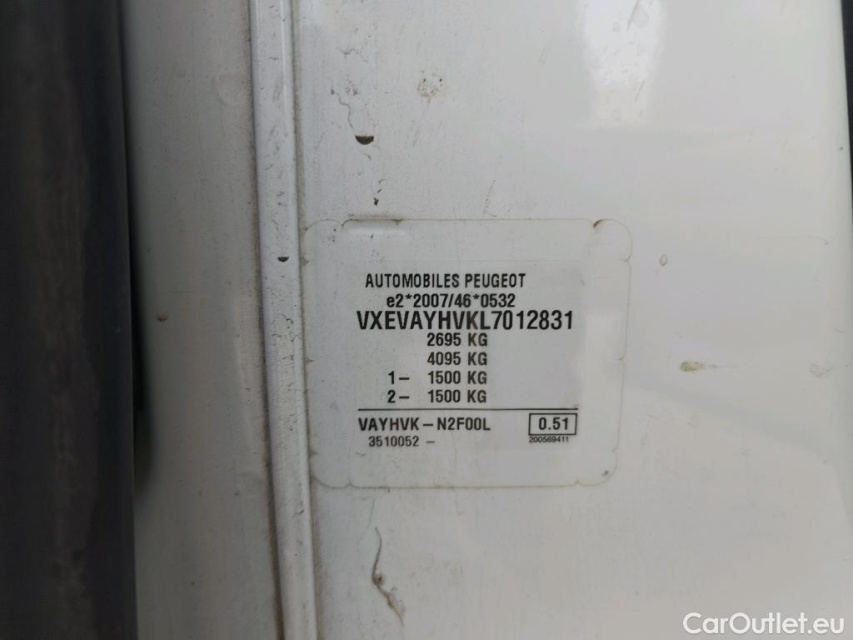 AUTOMOBILES PEUGEOT
e2*2007/46*0532
VXEVAYHVKL7012831
2695 KG
4095 KG
1- 1500 KG
2- 1500 KG
VAYHVK-N2F00L 0.51
3510052 - 200569411
CarOutlet.eu